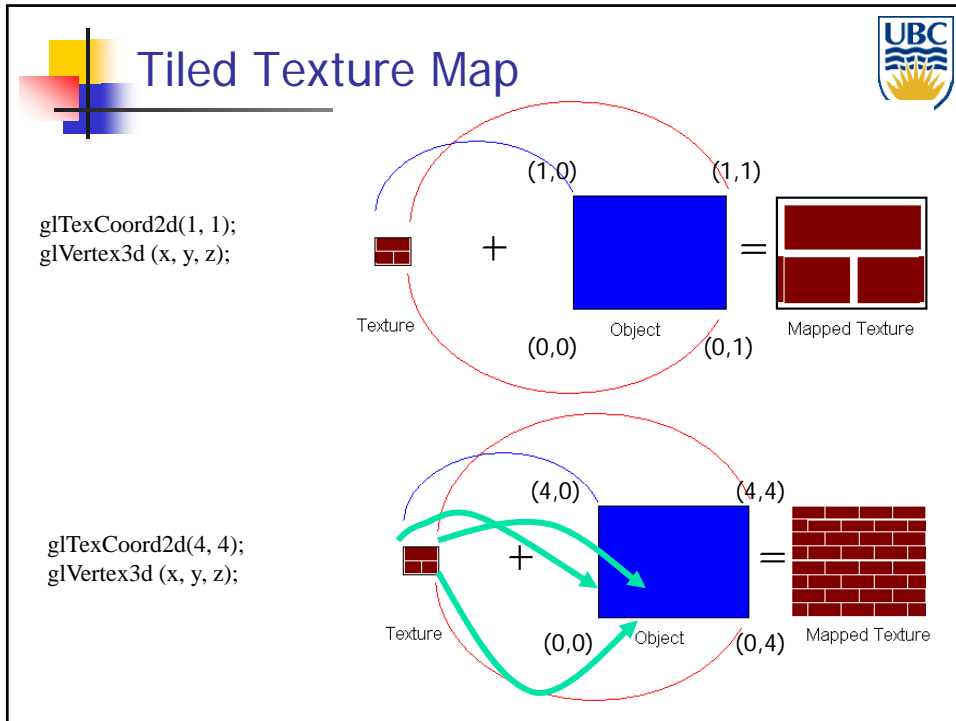 Tiled Texture Map
UBC
(1,0) (1,1)
glTexCoord2d(1, 1);
glVertex3d (x, y, z);
+ =
Texture Object Mapped Texture
(0,0) (0,1)
(4,0) (4,4)
glTexCoord2d(4, 4);
glVertex3d (x, y, z);
+ =
Texture Object Mapped Texture
(0,0) (0,4)